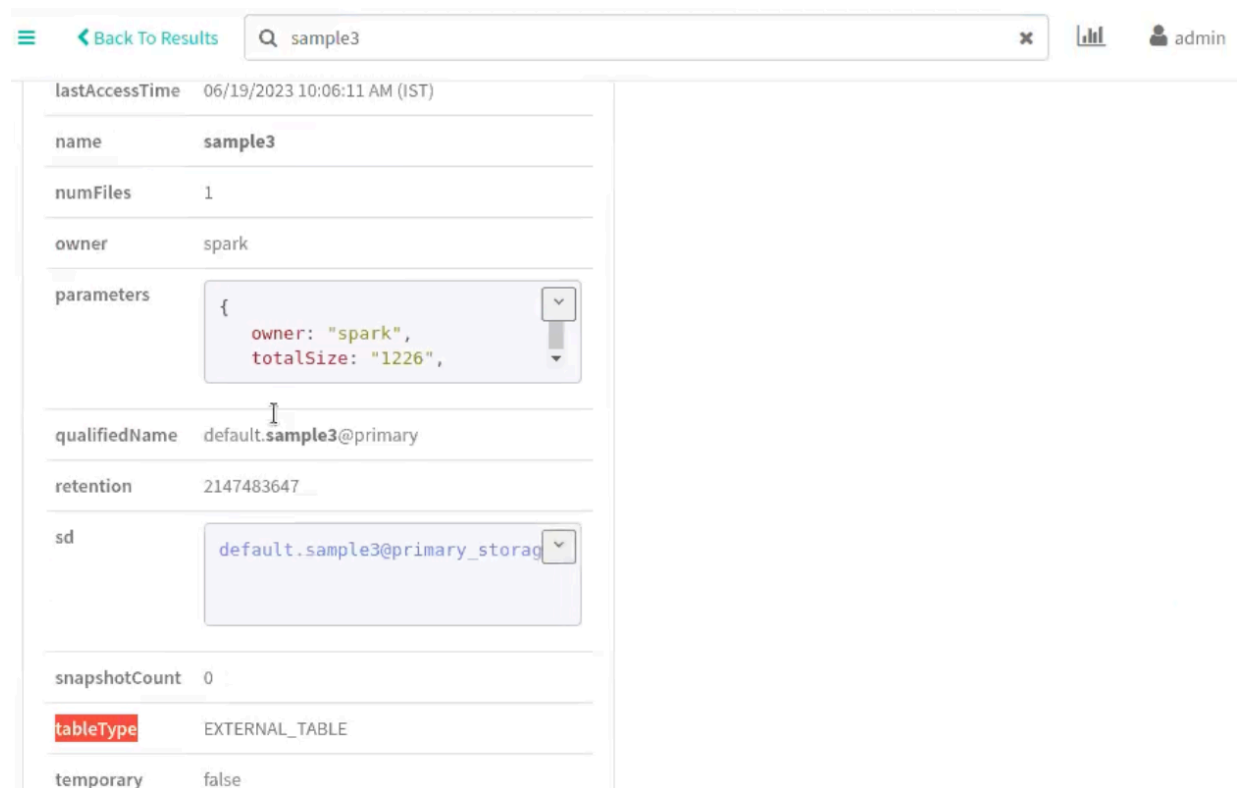 Back To Results sample3 admin
lastAccessTime 06/19/2023 10:06:11 AM (IST)
name sample3
numFiles 1
owner spark
parameters {
owner: "spark",
totalSize: "1226",
qualifiedName default.sample3@primary
retention 2147483647
sd default.sample3@primary_storag
snapshotCount 0
tableType EXTERNAL_TABLE
temporary false